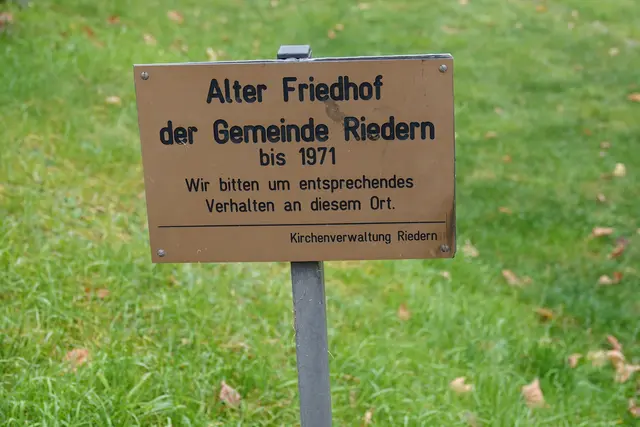 Alter Friedhof
der Gemeinde Riedern
bis 1971
Wir bitten um entsprechendes
Verhalten an diesem Ort.
Kirchenverwaltung Riedern